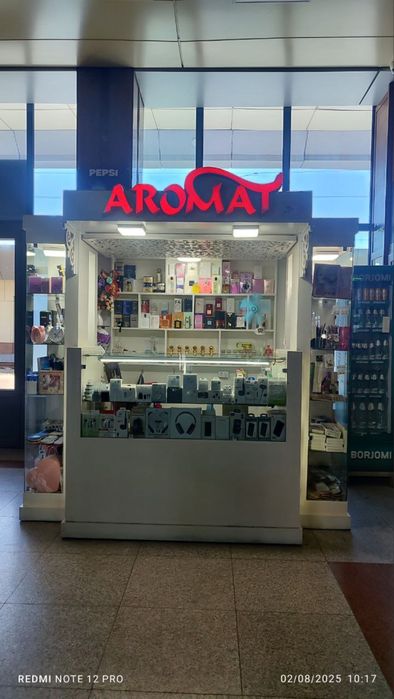 PEPSI
AROMAT
BORJOMI
BORJOMI
REDMI NOTE 12 PRO
02/08/2025 10:17